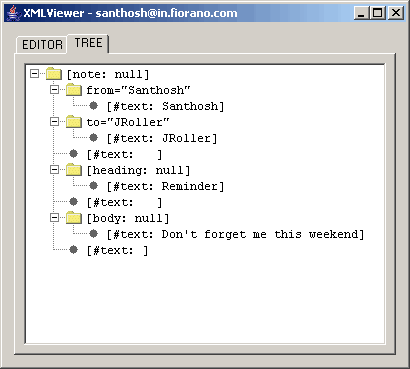 XMLViewer - santhosh@in.fiorano.com
EDITOR TREE
[note: null]
from="Santhosh"
[#text: Santhosh]
to="JRoller"
[#text: JRoller]
[#text:   ]
[heading: null]
[#text: Reminder]
[#text:   ]
[body: null]
[#text: Don't forget me this weekend]
[#text: ]